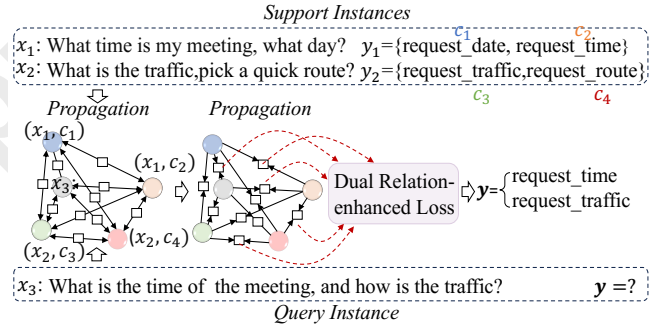 Support Instances
c₁ c₂
x₁: What time is my meeting, what day? y₁={request_date, request_time}
x₂: What is the traffic,pick a quick route? y₂={request_traffic,request_route}
c₃ c₄
Propagation Propagation
(x₁, c₁)
(x₁, c₂)
x₃
Dual Relation-
enhanced Loss
y={request_time
request_traffic
(x₂, c₄)
(x₂, c₃)
x₃: What is the time of the meeting, and how is the traffic? y =?
Query Instance